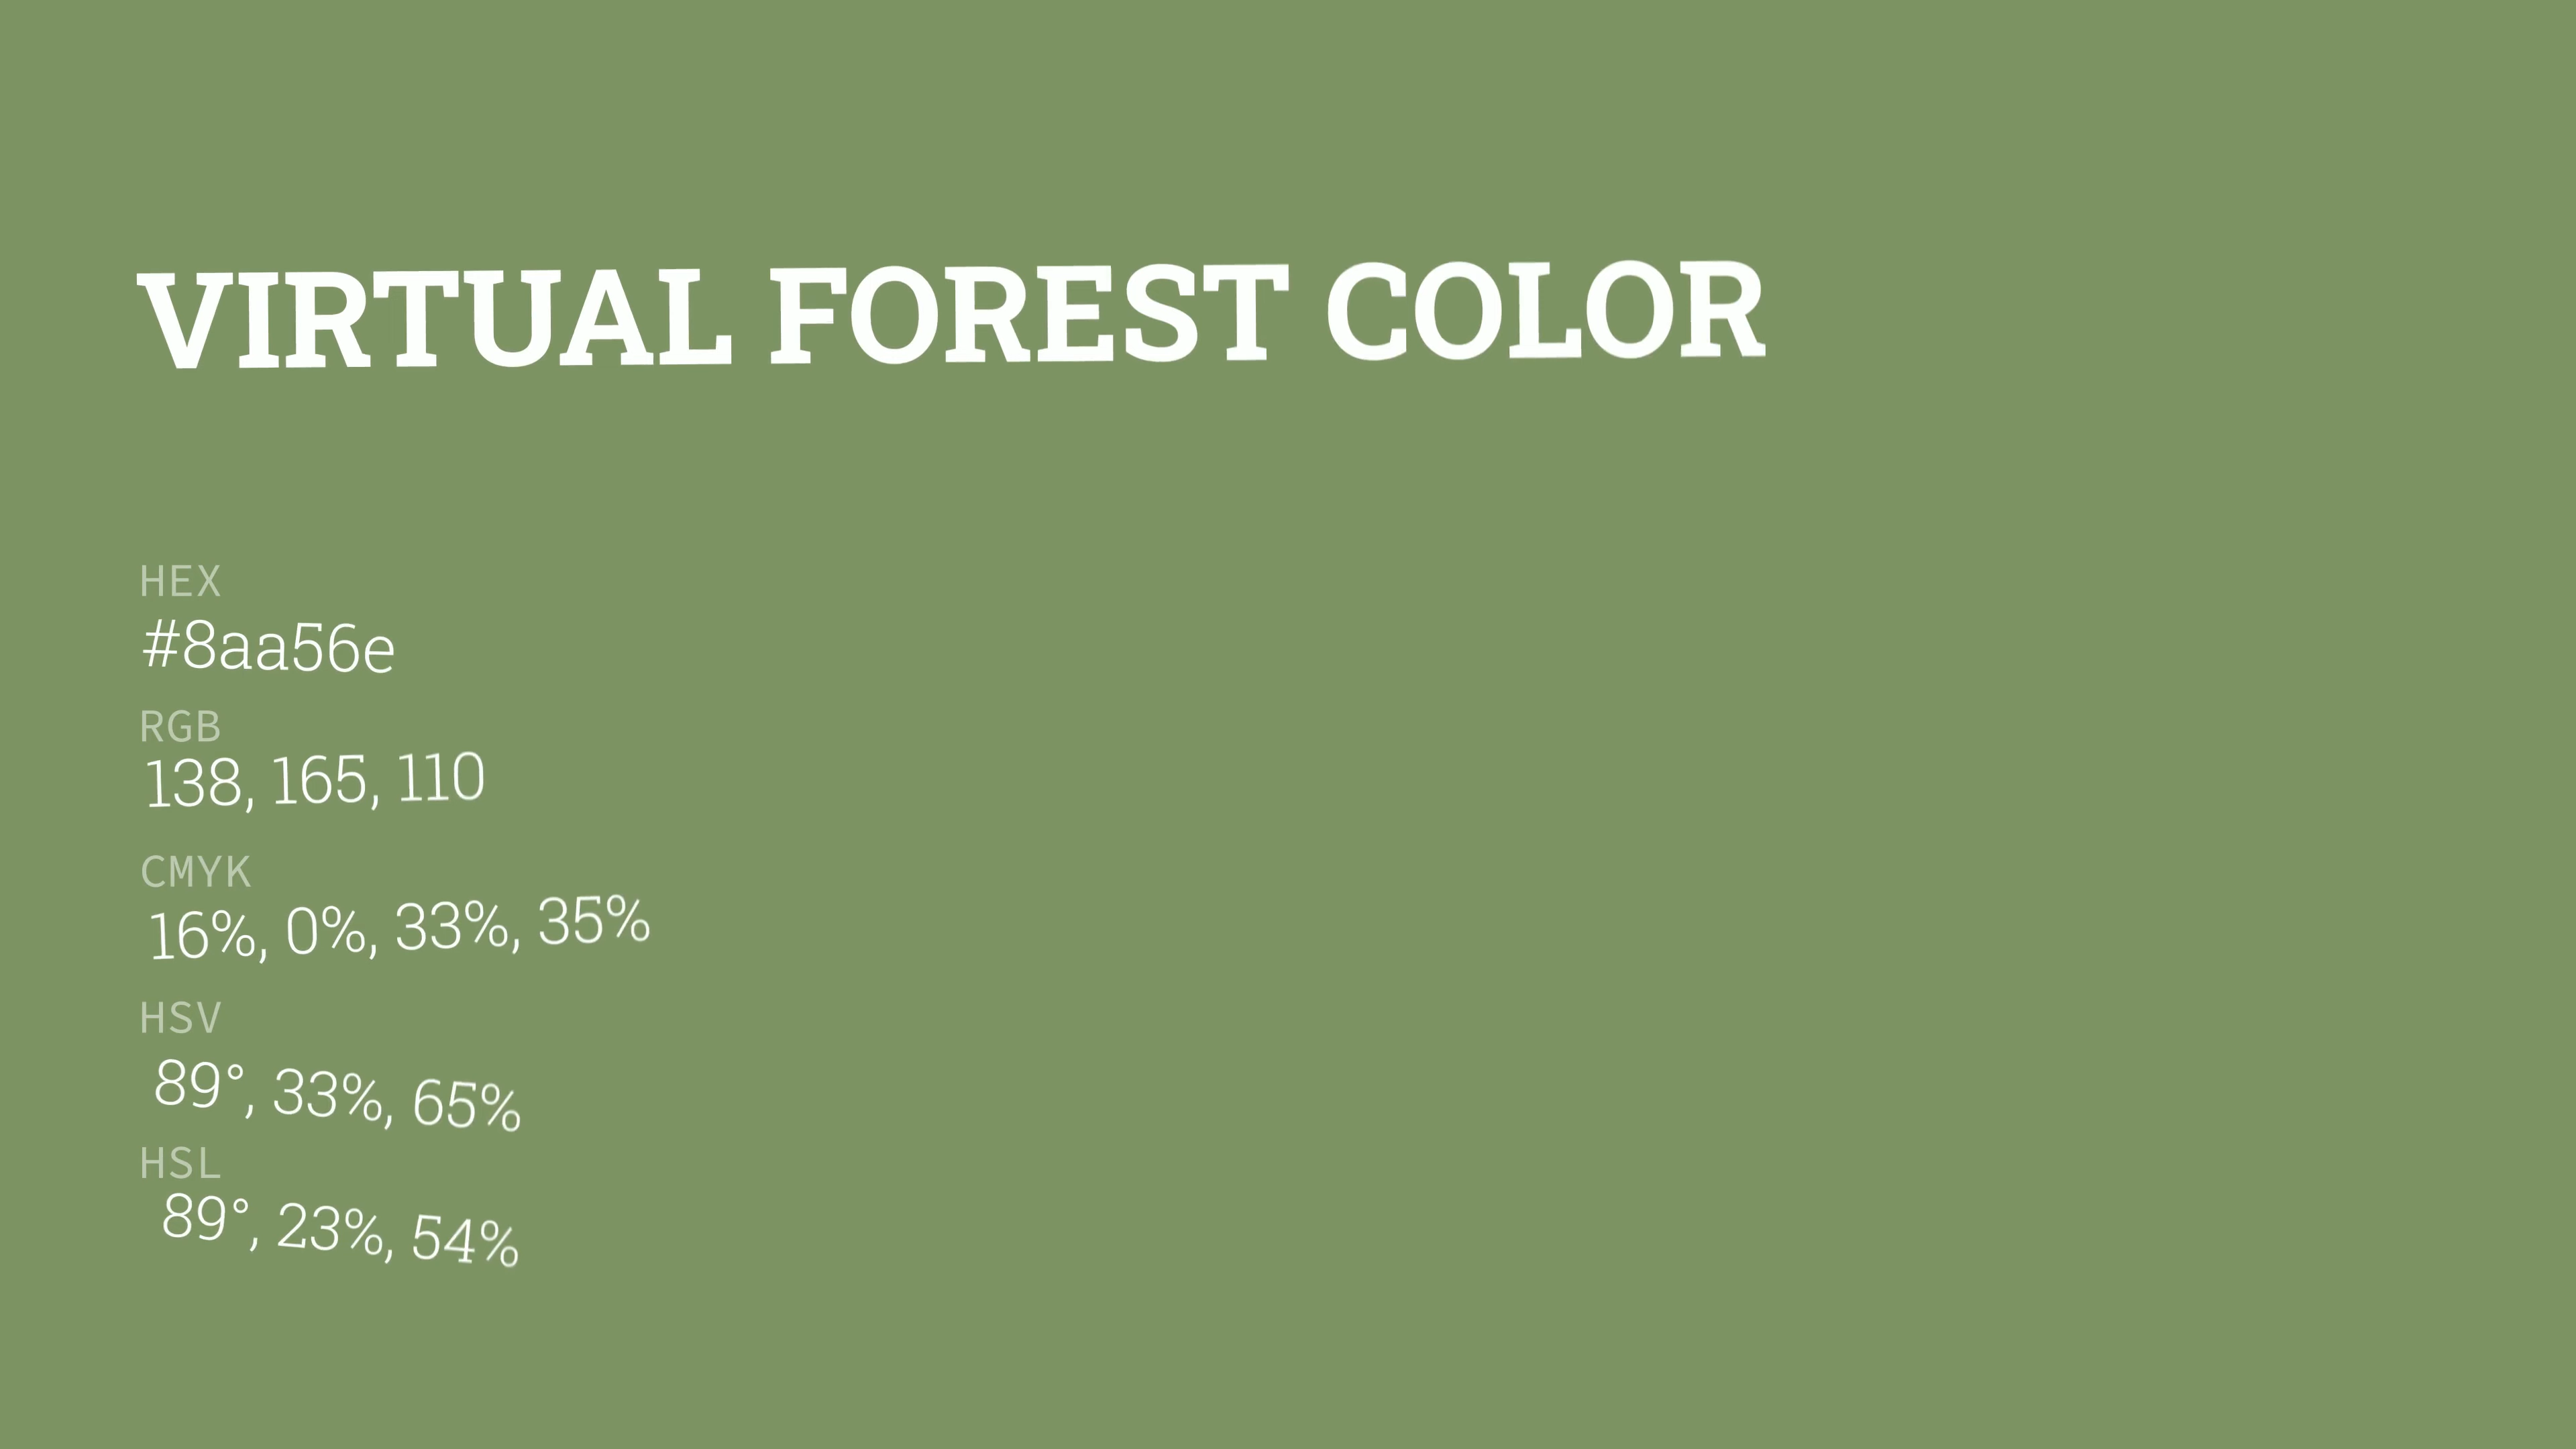 VIRTUAL FOREST COLOR
HEX
#8aa56e
RGB
138, 165, 110
CMYK
16%, 0%, 33%, 35%
HSV
89°, 33%, 65%
HSL
89°, 23%, 54%